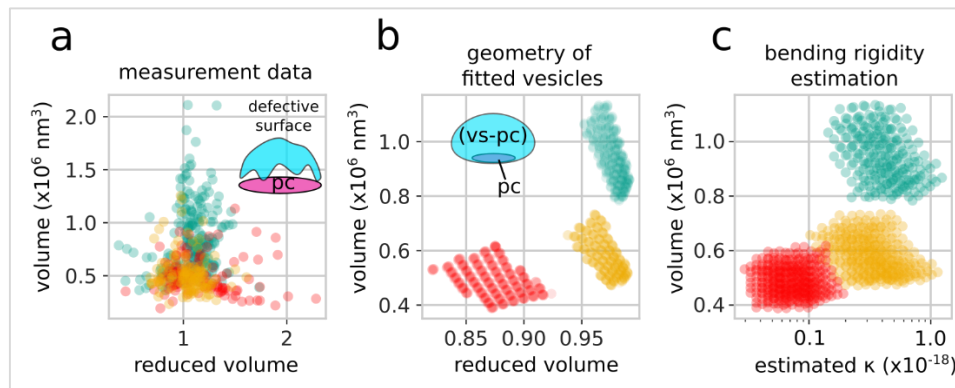 a
measurement data
defective
surface
pc
volume (x10⁶ nm³)
2.0
1.5
1.0
0.5
1
2
reduced volume
b
geometry of
fitted vesicles
(vs-pc)
pc
volume (x10⁶ nm³)
1.0
0.8
0.6
0.4
0.85
0.90
0.95
reduced volume
c
bending rigidity
estimation
volume (x10⁶ nm³)
1.0
0.8
0.6
0.4
0.1
1.0
estimated κ (x10⁻¹⁸)